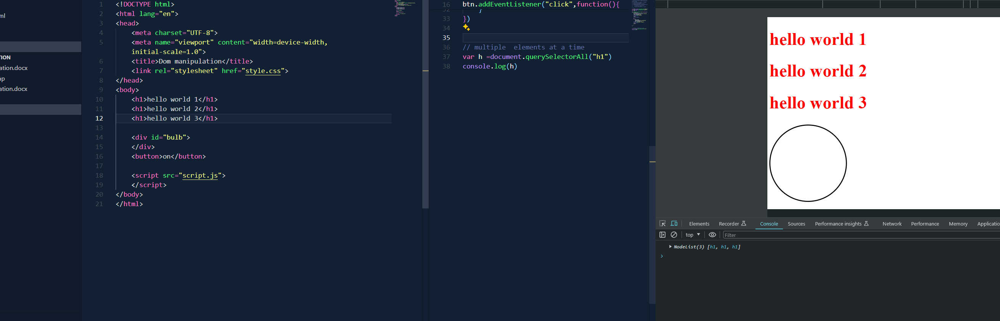 ml
TION
ation.docx
np
ation.docx
1 <!DOCTYPE html>
2 <html lang="en">
3 <head>
4 <meta charset="UTF-8">
5 <meta name="viewport" content="width=device-width,
initial-scale=1.0">
6 <title>Dom manipulation</title>
7 <link rel="stylesheet" href="style.css">
8 </head>
9 <body>
10 <h1>hello world 1</h1>
11 <h1>hello world 2</h1>
12 <h1>hello world 3</h1>
13
14 <div id="bulb">
15 </div>
16 <button>on</button>
17
18 <script src="script.js">
19 </script>
20 </body>
21 </html>
16 btn.addEventListener("click",function(){
32 }
33 })
34
35
36 // multiple  elements at a time
37 var h =document.querySelectorAll("h1")
38 console.log(h)
hello world 1
hello world 2
hello world 3
Elements Recorder Console Sources Performance insights Network Performance Memory Applicatio
top Filter
NodeList(3) [h1, h1, h1]